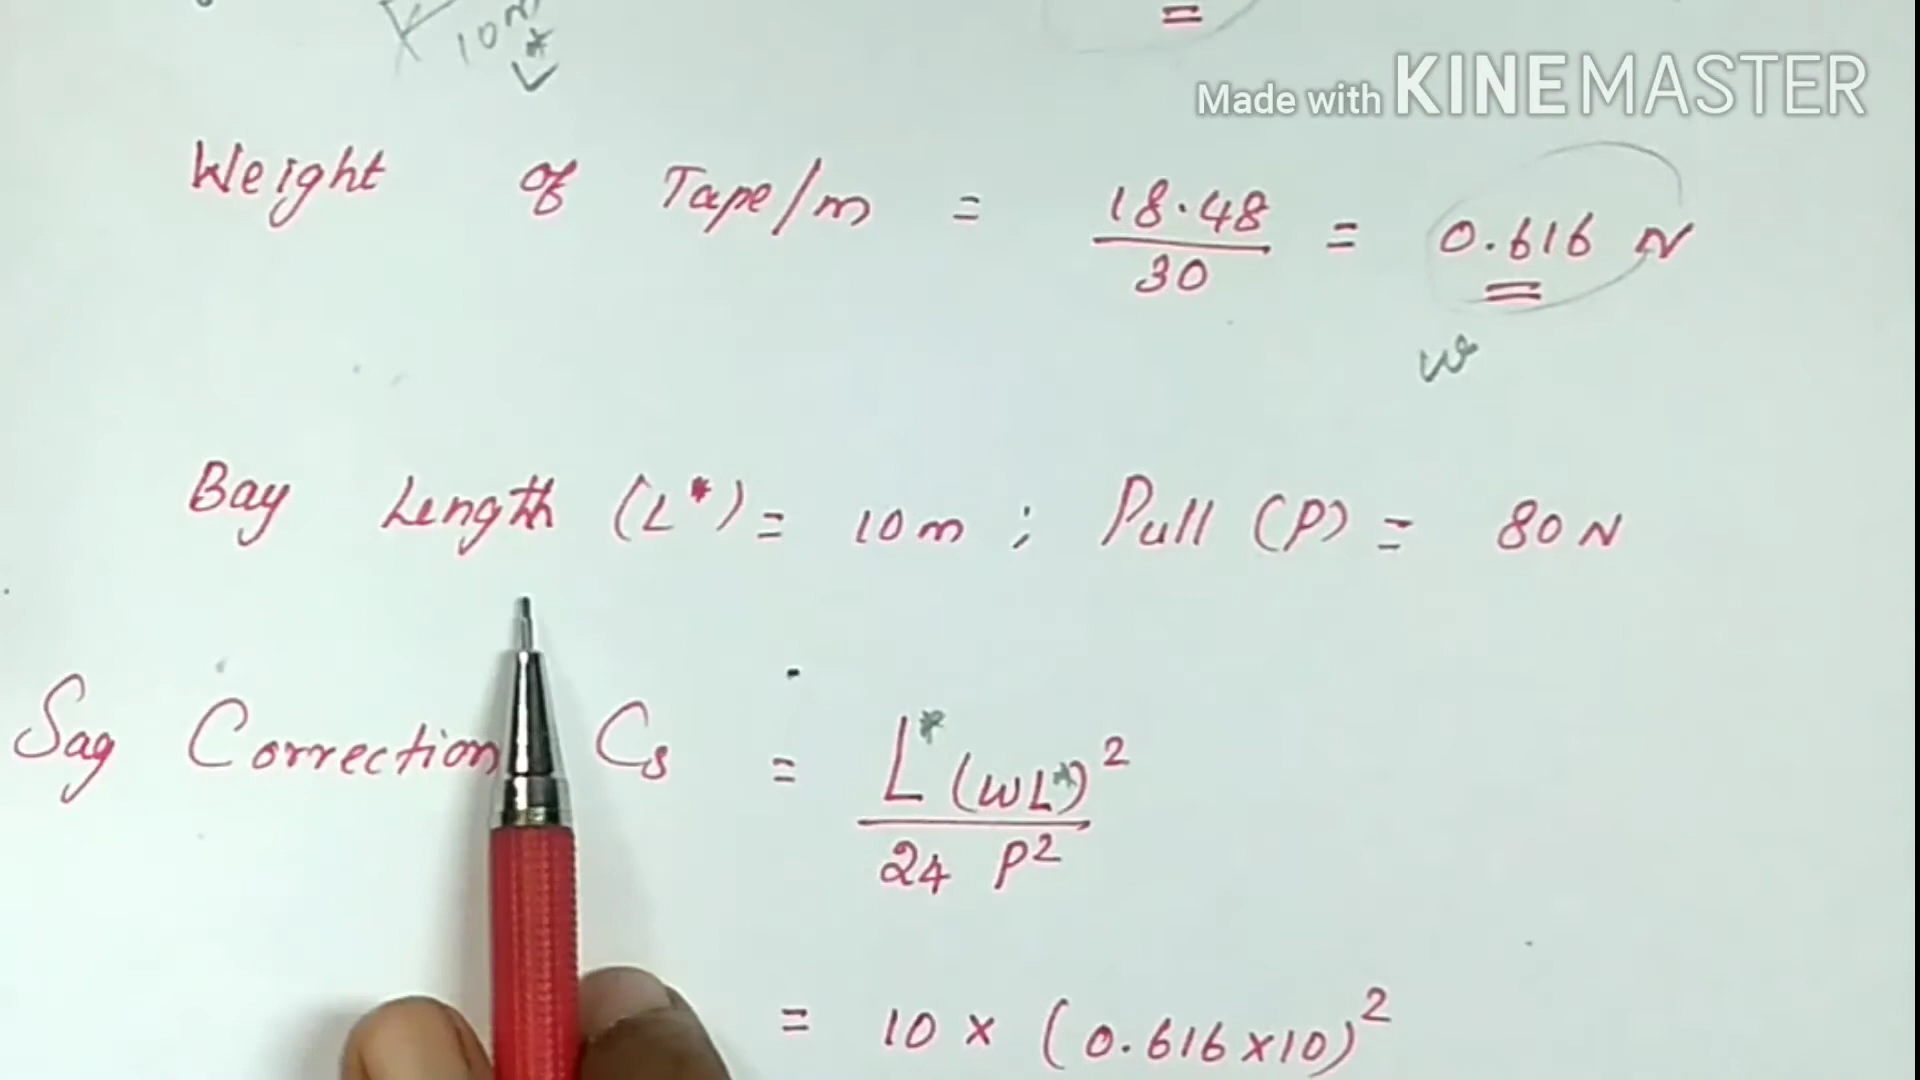 10m
*
Made with KINEMASTER
Weight of Tape/m = 18.48 / 30 = 0.616 N
w
Bay Length (L*) = 10m ; Pull (P) = 80 N
Sag Correction Cs = L* (WL*)² / 24 P²
= 10 × (0.616×10)²